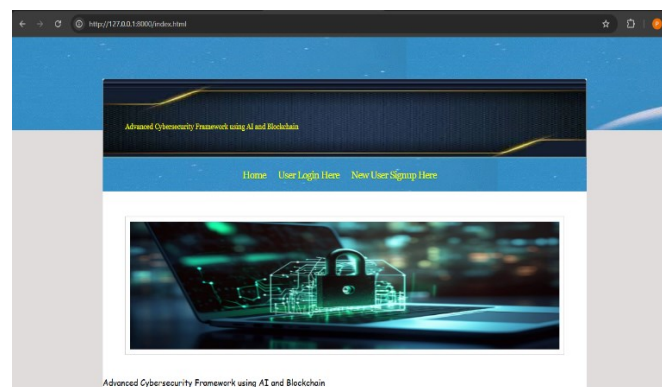 http://127.0.0.1:8000/index.html
Advanced Cybersecurity Framework using AI and Blockchain
Home User Login Here New User Signup Here
Advanced Cybersecurity Framework using AI and Blockchain